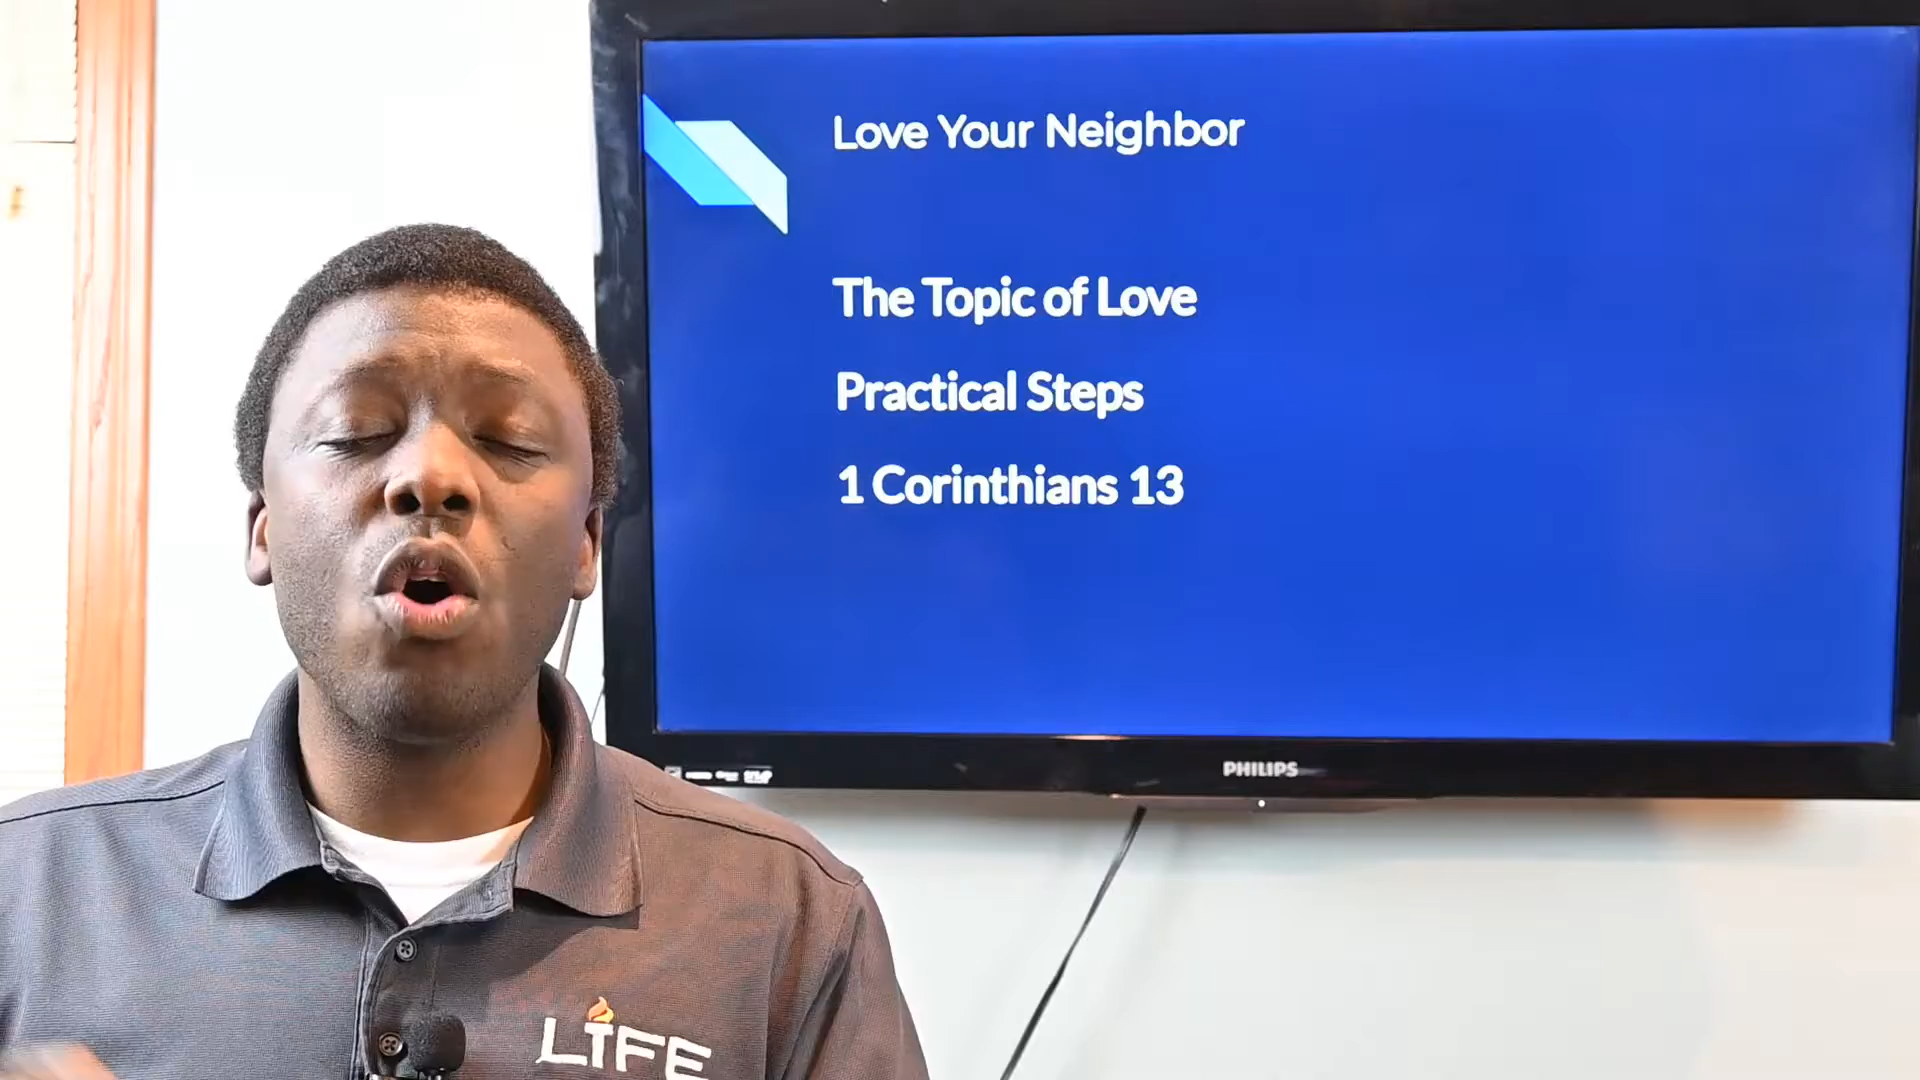 Love Your Neighbor
The Topic of Love
Practical Steps
1 Corinthians 13
PHILIPS
LIFE